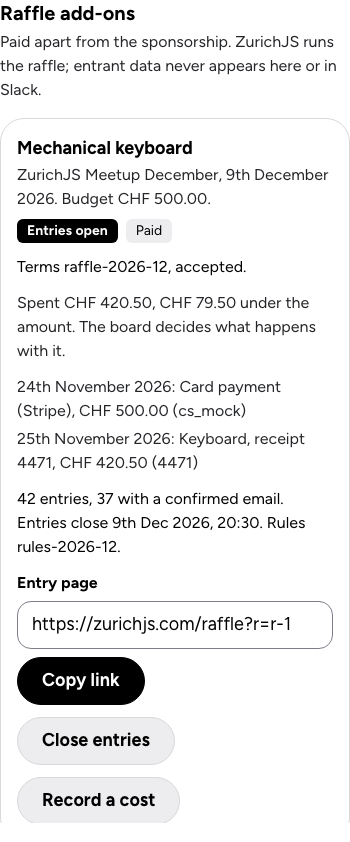 Raffle add-ons
Paid apart from the sponsorship. ZurichJS runs
the raffle; entrant data never appears here or in
Slack.
Mechanical keyboard
ZurichJS Meetup December, 9th December
2026. Budget CHF 500.00.
Entries open Paid
Terms raffle-2026-12, accepted.
Spent CHF 420.50, CHF 79.50 under the
amount. The board decides what happens
with it.
24th November 2026: Card payment
(Stripe), CHF 500.00 (cs_mock)
25th November 2026: Keyboard, receipt
4471, CHF 420.50 (4471)
42 entries, 37 with a confirmed email.
Entries close 9th Dec 2026, 20:30. Rules
rules-2026-12.
Entry page
https://zurichjs.com/raffle?r=r-1
Copy link
Close entries
Record a cost